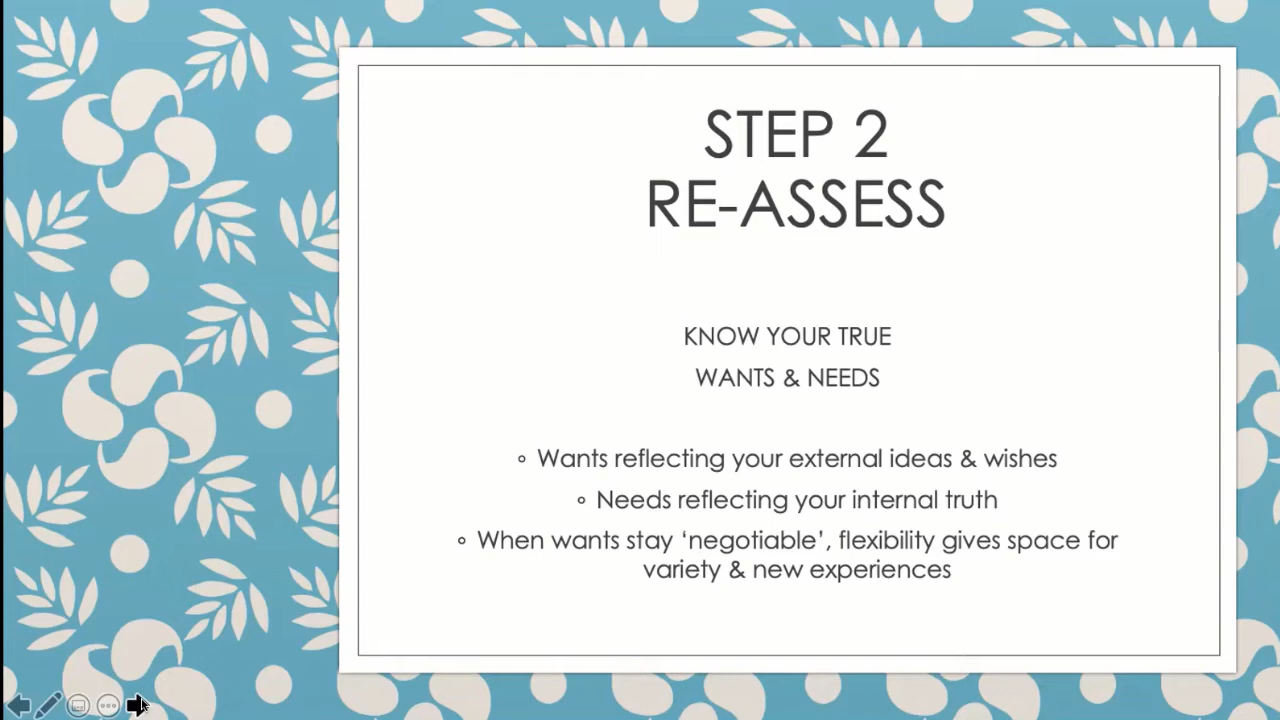 STEP 2
RE-ASSESS
KNOW YOUR TRUE
WANTS & NEEDS
◦ Wants reflecting your external ideas & wishes
◦ Needs reflecting your internal truth
◦ When wants stay ‘negotiable’, flexibility gives space for
variety & new experiences